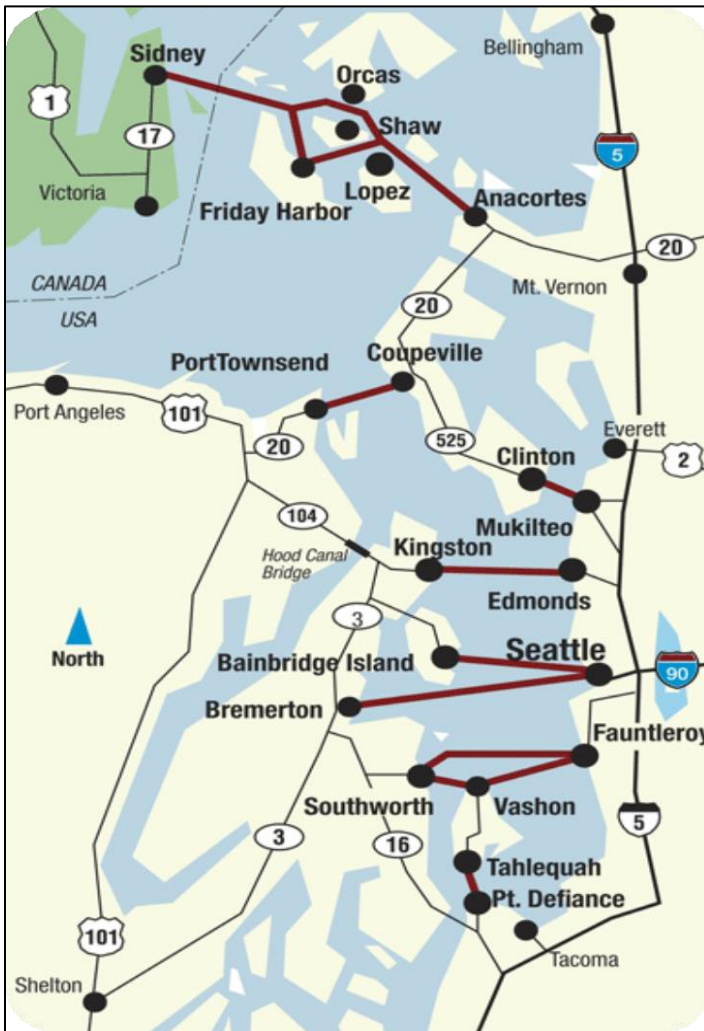 Bellingham
Sidney
Orcas
1
17
Shaw
5
Victoria
Friday Harbor
Lopez
Anacortes
20
CANADA
USA
20
Mt. Vernon
PortTownsend
Coupeville
Port Angeles
101
20
525
Everett
2
Clinton
104
Mukilteo
Hood Canal
Bridge
Kingston
Edmonds
3
North
Bainbridge Island
Seattle
90
Bremerton
Fauntleroy
Southworth
Vashon
5
3
16
Tahlequah
Pt. Defiance
101
Tacoma
Shelton